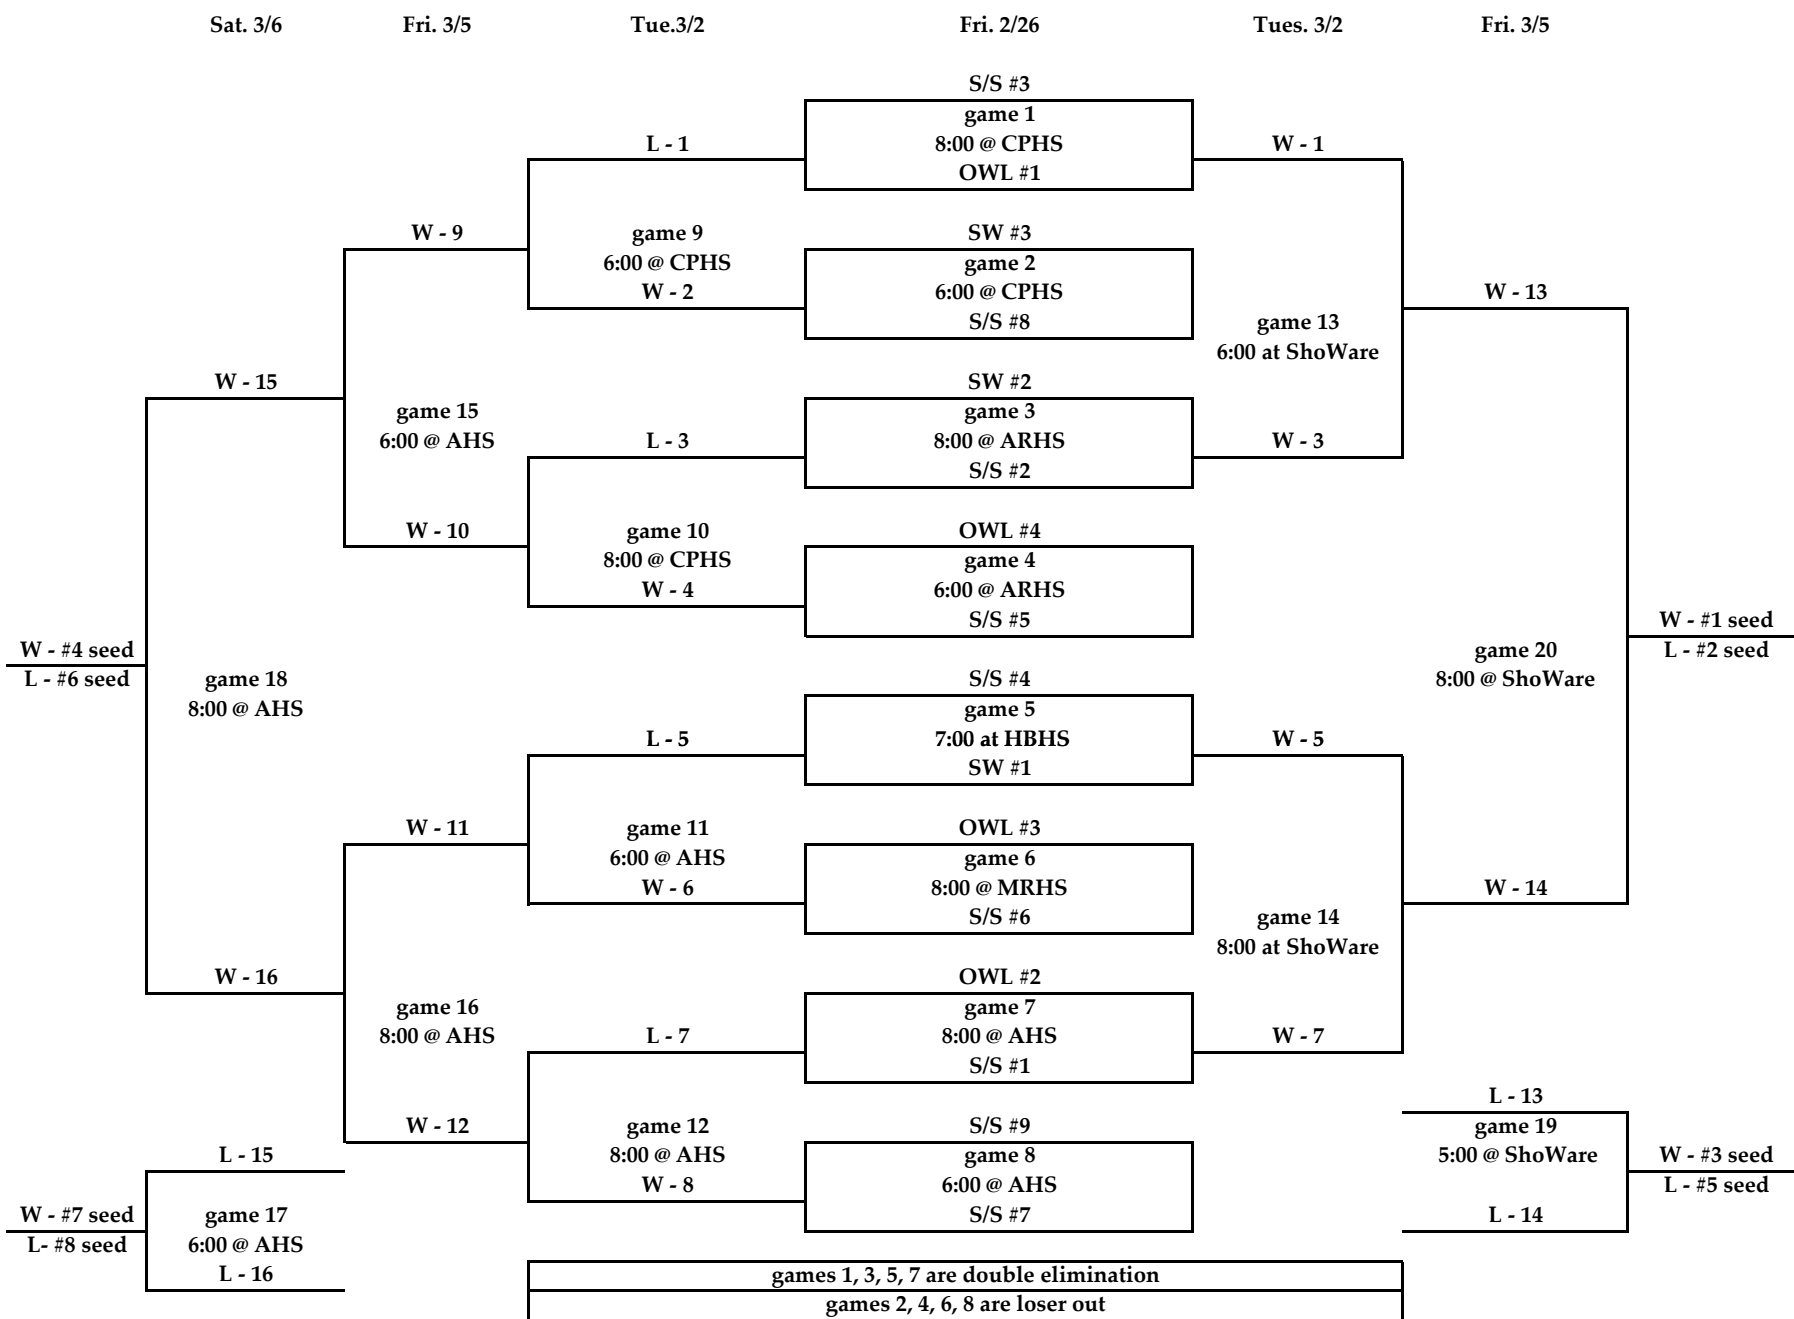 Sat. 3/6 Fri. 3/5 Tue.3/2 Fri. 2/26 Tues. 3/2 Fri. 3/5
S/S #3
game 1
L - 1 8:00 @ CPHS W - 1
OWL #1
W - 9 game 9 SW #3
6:00 @ CPHS game 2
W - 2 6:00 @ CPHS W - 13
S/S #8 game 13
6:00 at ShoWare
W - 15 SW #2
game 15 game 3
6:00 @ AHS L - 3 8:00 @ ARHS W - 3
S/S #2
W - 10 game 10 OWL #4
8:00 @ CPHS game 4
W - 4 6:00 @ ARHS
S/S #5 W - #1 seed
W - #4 seed game 20 L - #2 seed
L - #6 seed game 18 S/S #4 8:00 @ ShoWare
8:00 @ AHS game 5
L - 5 7:00 at HBHS W - 5
SW #1
W - 11 game 11 OWL #3
6:00 @ AHS game 6
W - 6 8:00 @ MRHS W - 14
S/S #6 game 14
8:00 at ShoWare
W - 16 OWL #2
game 16 game 7
8:00 @ AHS L - 7 8:00 @ AHS W - 7
S/S #1
L - 13
W - 12 game 12 S/S #9 game 19
L - 15 8:00 @ AHS game 8 5:00 @ ShoWare W - #3 seed
W - 8 6:00 @ AHS L - #5 seed
W - #7 seed game 17 S/S #7 L - 14
L- #8 seed 6:00 @ AHS
L - 16 games 1, 3, 5, 7 are double elimination
games 2, 4, 6, 8 are loser out